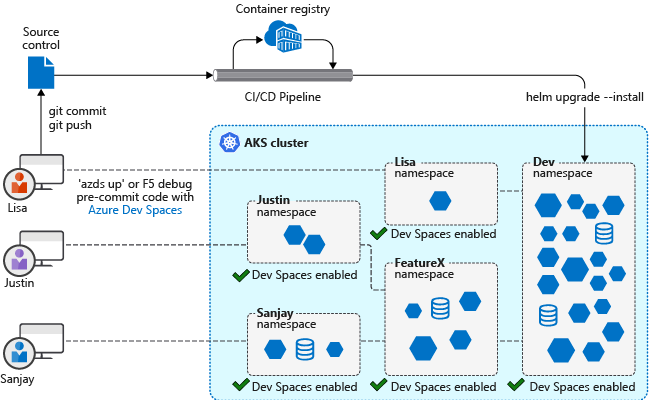 Container registry
Source
control
CI/CD Pipeline
helm upgrade --install
git commit
git push
AKS cluster
Lisa
'azds up' or F5 debug
pre-commit code with
Azure Dev Spaces
Lisa
namespace
Dev Spaces enabled
Dev
namespace
Justin
namespace
Dev Spaces enabled
Justin
FeatureX
namespace
Sanjay
namespace
Sanjay
Dev Spaces enabled
Dev Spaces enabled
Dev Spaces enabled